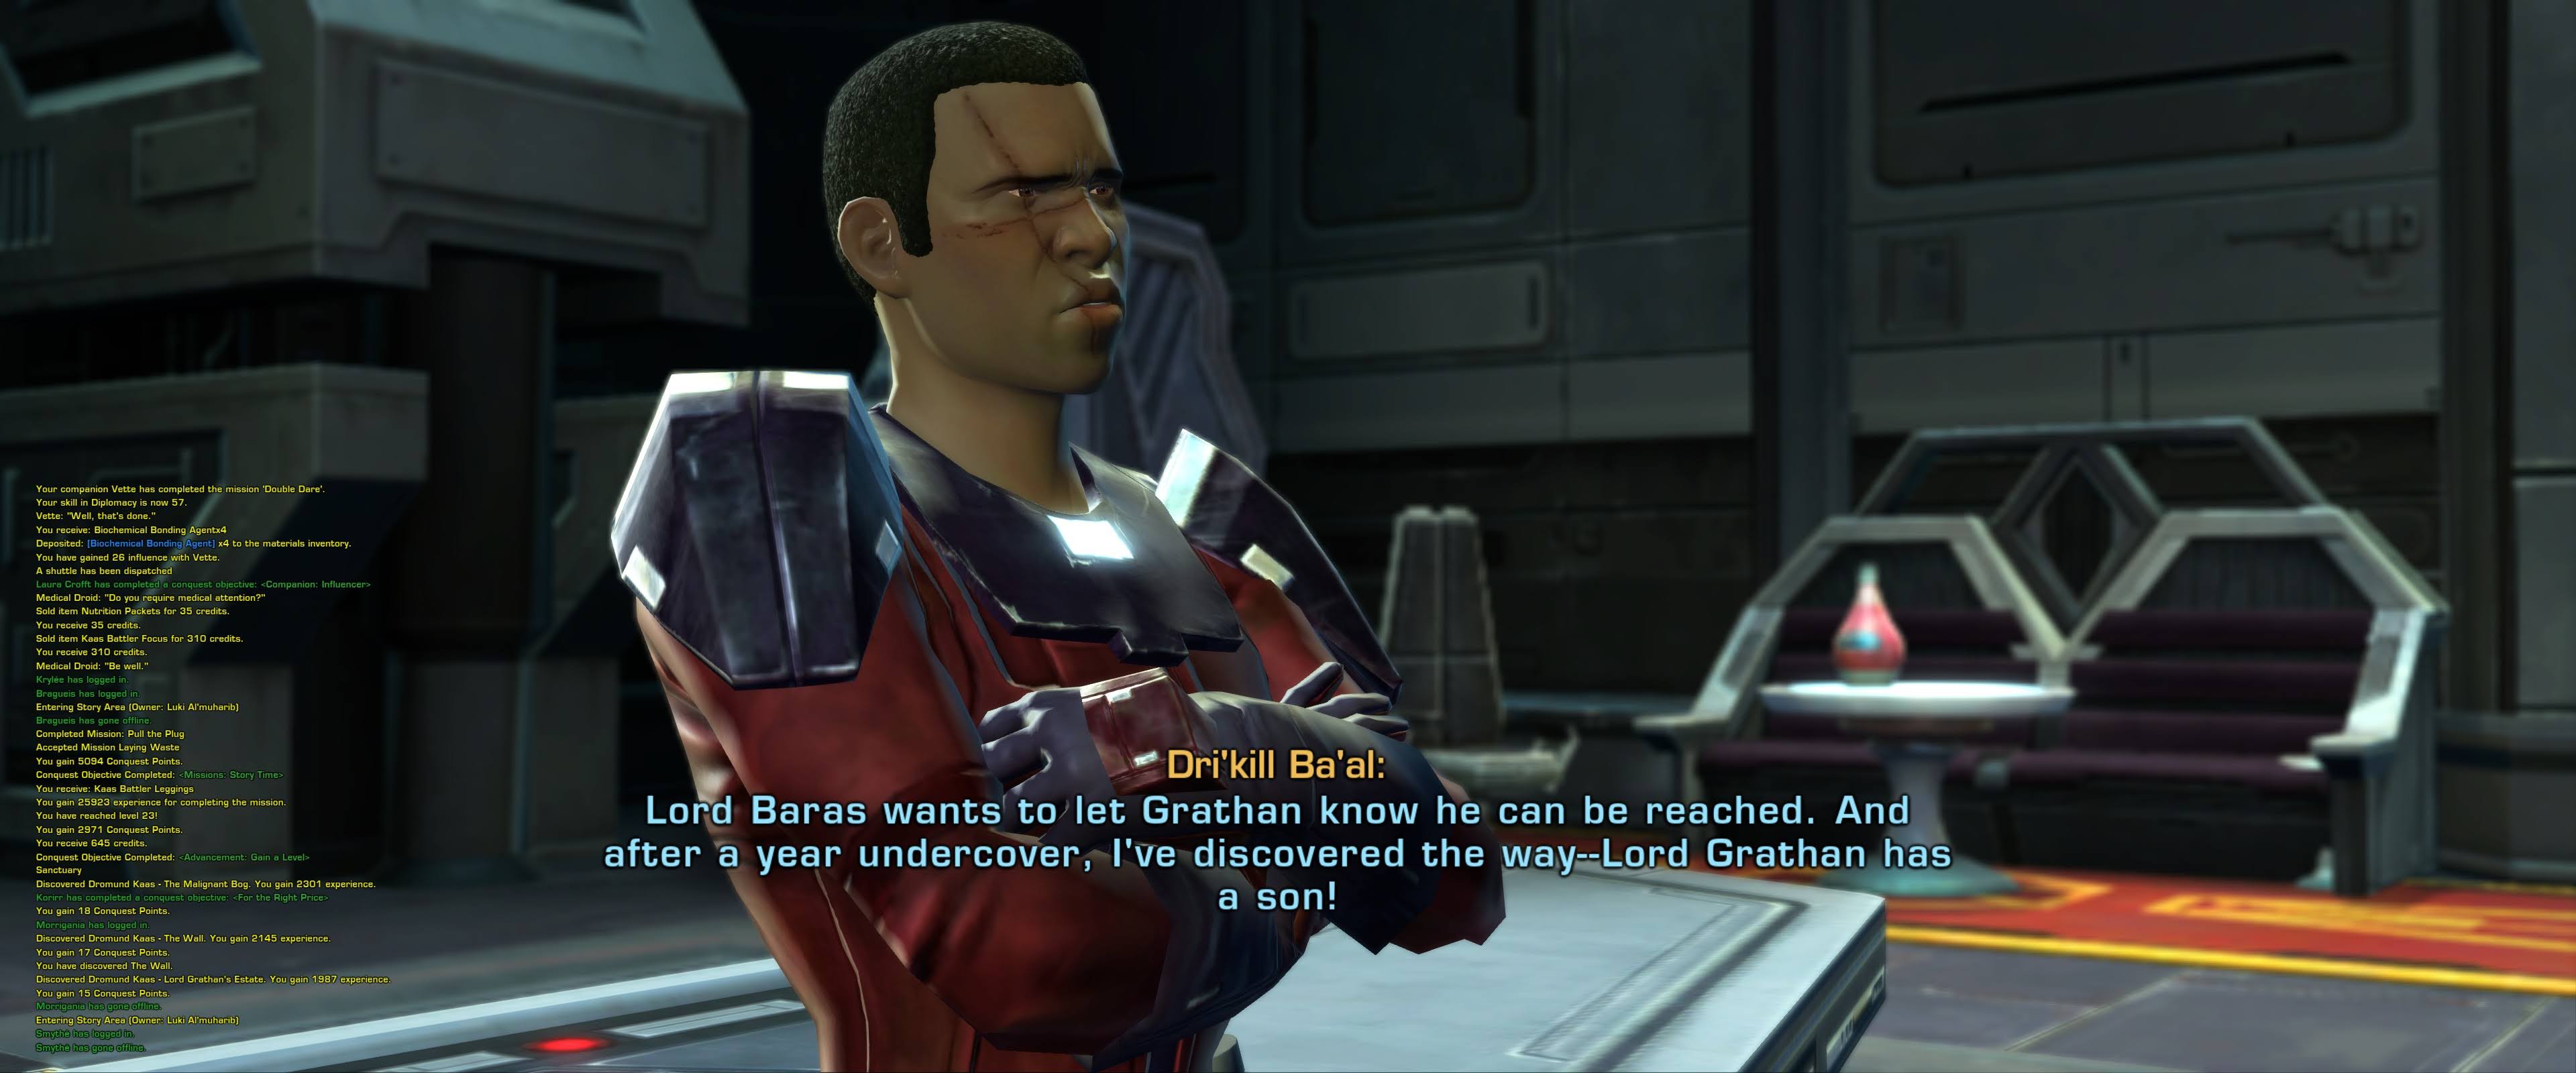 Your companion Vette has completed the mission 'Double Dare'.
Your skill in Diplomacy is now 57.
Vette: "Well, that's done."
You receive: Biochemical Bonding Agentx4
Deposited: [Biochemical Bonding Agent] x4 to the materials inventory.
You have gained 26 influence with Vette.
A shuttle has been dispatched
Laura Crofft has completed a conquest objective: <Companion: Influencer>
Medical Droid: "Do you require medical attention?"
Sold item Nutrition Packets for 35 credits.
You receive 35 credits.
Sold item Kaas Battler Focus for 310 credits.
You receive 310 credits.
Medical Droid: "Be well."
Krylée has logged in.
Bragueis has logged in.
Entering Story Area (Owner: Luki Al'muharib)
Bragueis has gone offline.
Completed Mission: Pull the Plug
Accepted Mission Laying Waste
You gain 5094 Conquest Points.
Conquest Objective Completed: <Missions: Story Time>
You receive: Kaas Battler Leggings
You gain 25923 experience for completing the mission.
You have reached level 23!
You gain 2971 Conquest Points.
You receive 645 credits.
Conquest Objective Completed: <Advancement: Gain a Level>
Sanctuary
Discovered Dromund Kaas - The Malignant Bog. You gain 2301 experience.
Korirr has completed a conquest objective: <For the Right Price>
You gain 18 Conquest Points.
Morrigania has logged in.
Discovered Dromund Kaas - The Wall. You gain 2145 experience.
You gain 17 Conquest Points.
You have discovered The Wall.
Discovered Dromund Kaas - Lord Grathan's Estate. You gain 1987 experience.
You gain 15 Conquest Points.
Morrigania has gone offline.
Entering Story Area (Owner: Luki Al'muharib)
Smythè has logged in.
Smythè has gone offline.
Dri'kill Ba'al:
Lord Baras wants to let Grathan know he can be reached. And
after a year undercover, I've discovered the way--Lord Grathan has
a son!